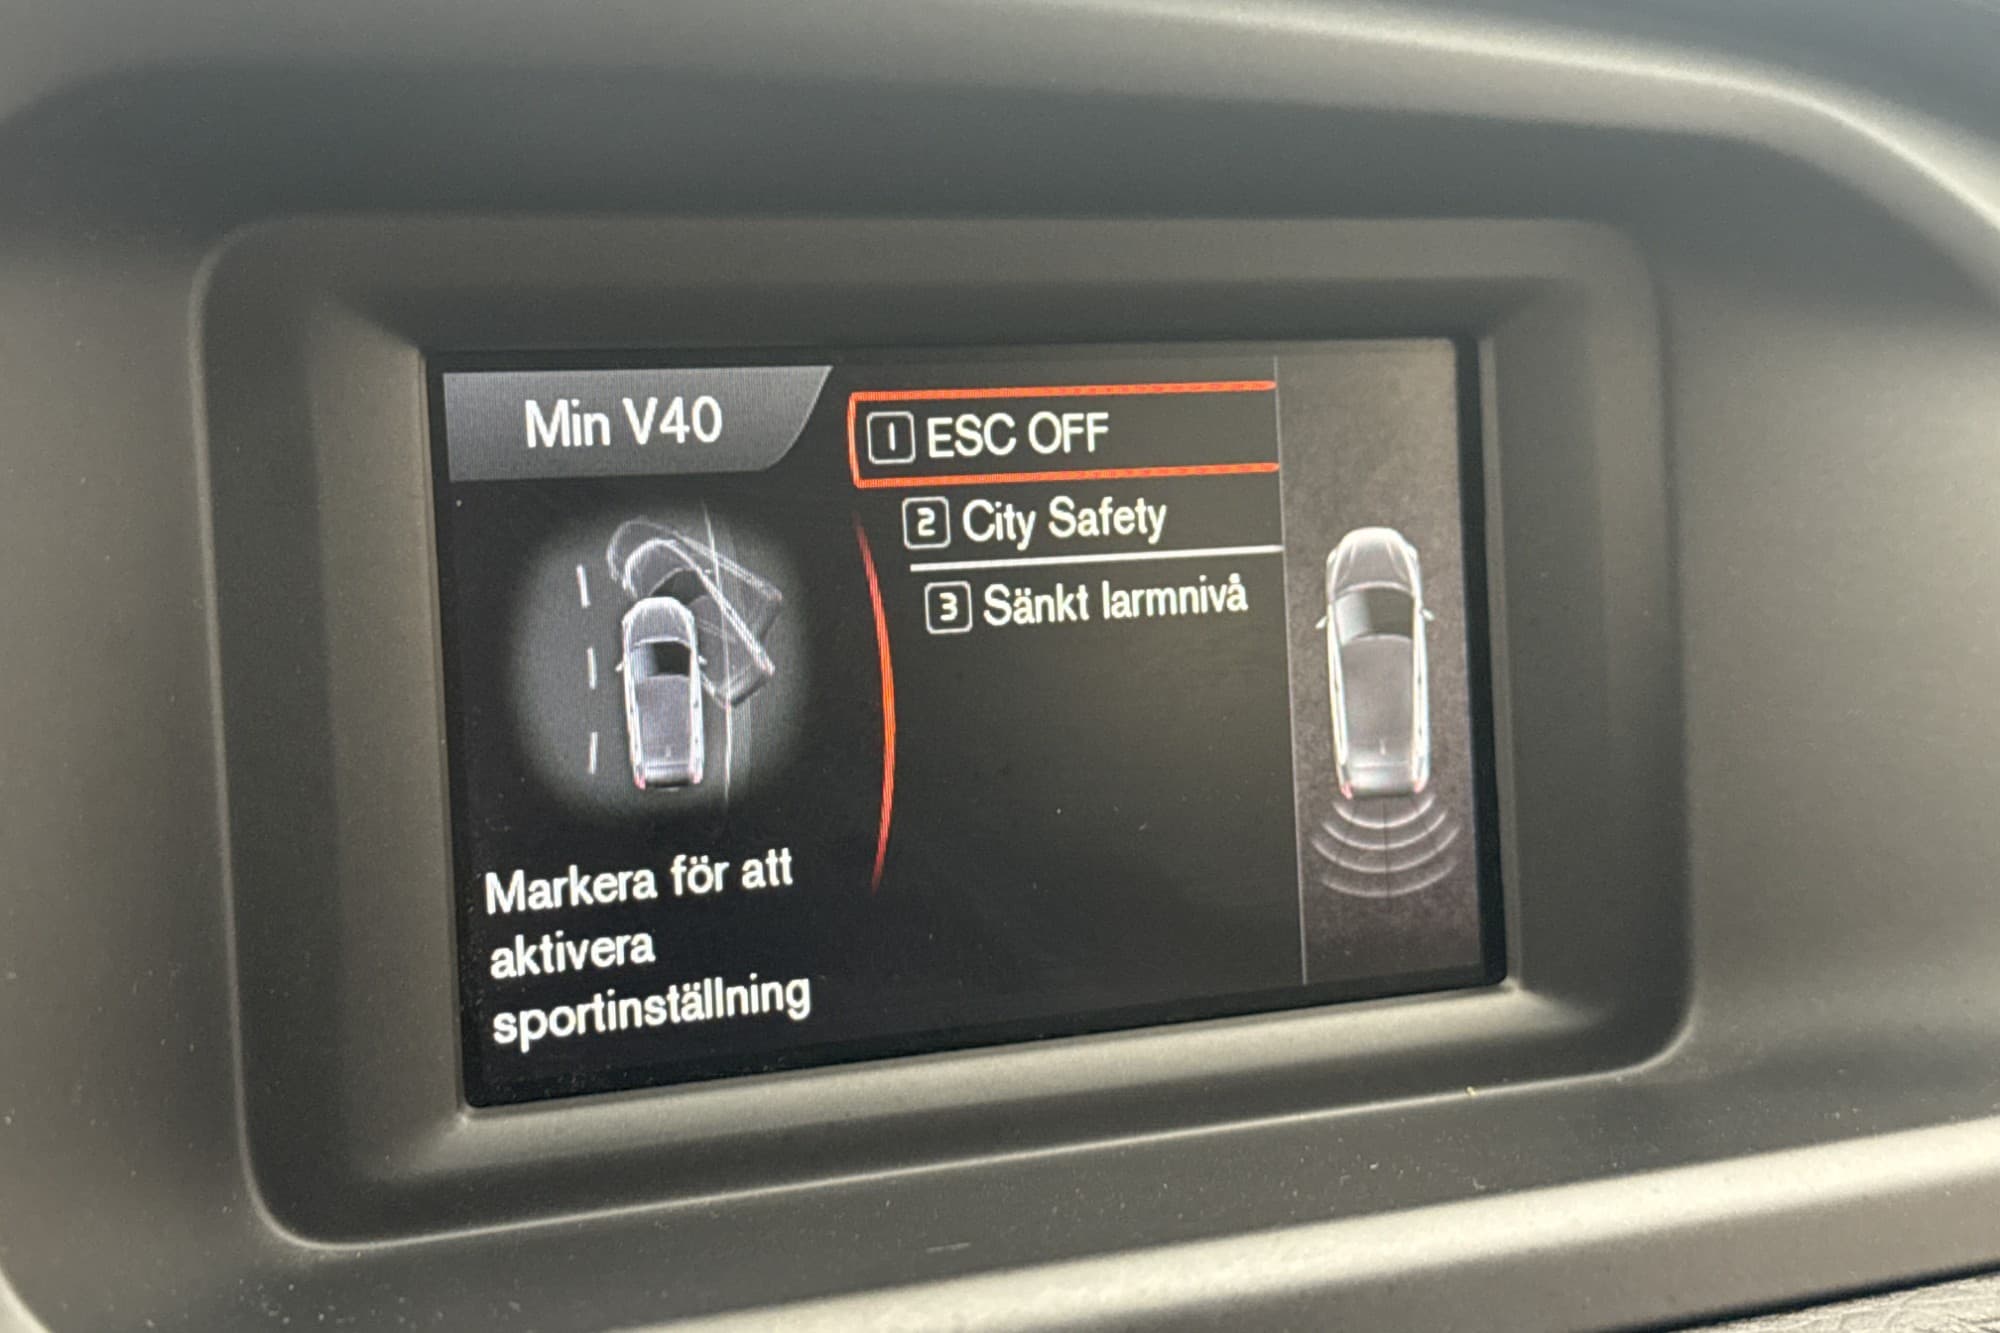 Min V40
1 ESC OFF
2 City Safety
3 Sänkt larmnivå
Markera för att
aktivera
sportinställning